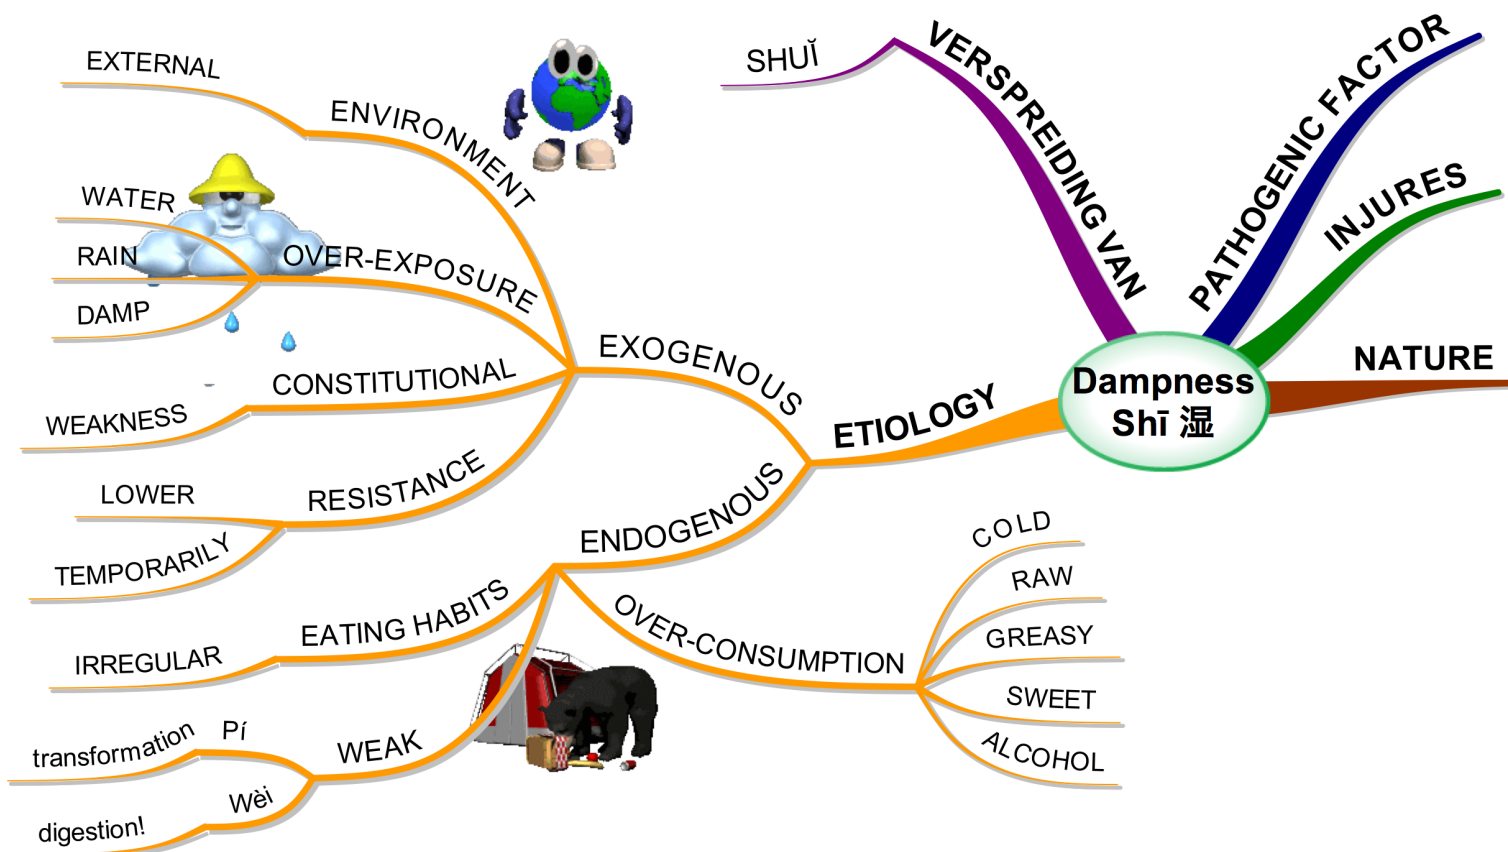 Dampness
Shī 湿
VERSPREIDING VAN
SHUǏ
PATHOGENIC FACTOR
INJURES
NATURE
ETIOLOGY
EXOGENOUS
ENVIRONMENT
EXTERNAL
OVER-EXPOSURE
WATER
RAIN
DAMP
CONSTITUTIONAL
WEAKNESS
RESISTANCE
LOWER
TEMPORARILY
ENDOGENOUS
EATING HABITS
IRREGULAR
WEAK
Pí
transformation
Wèi
digestion!
OVER-CONSUMPTION
COLD
RAW
GREASY
SWEET
ALCOHOL